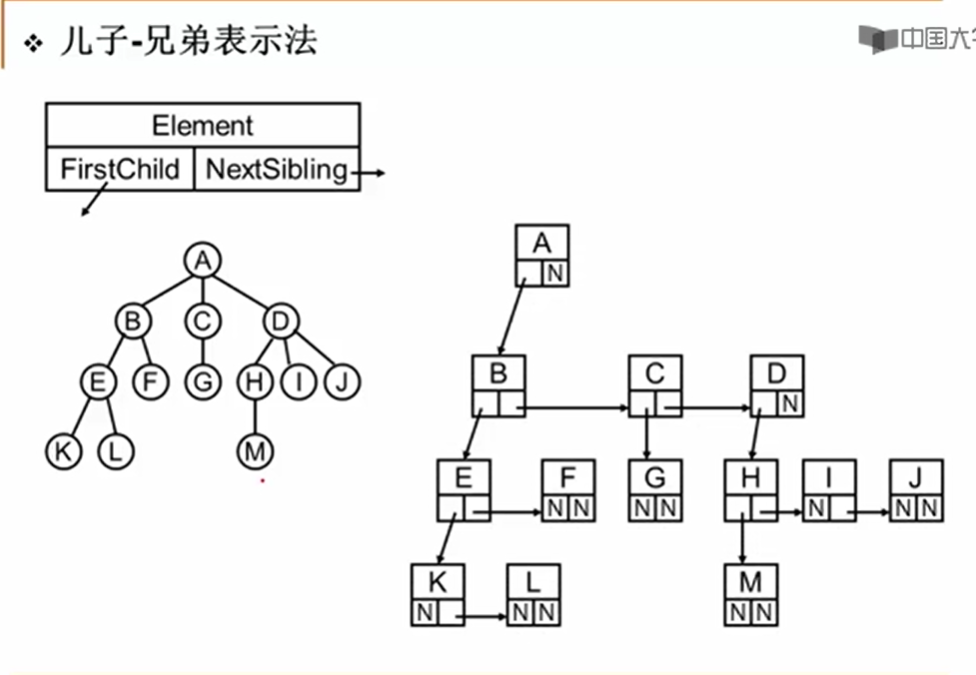 ❖ 儿子-兄弟表示法
中国大学
Element
FirstChild NextSibling
A
B C D
E F G H I J
K L M
A
N
B C D
N
E F G H I J
N N N N N N N
K L M
N N N N N